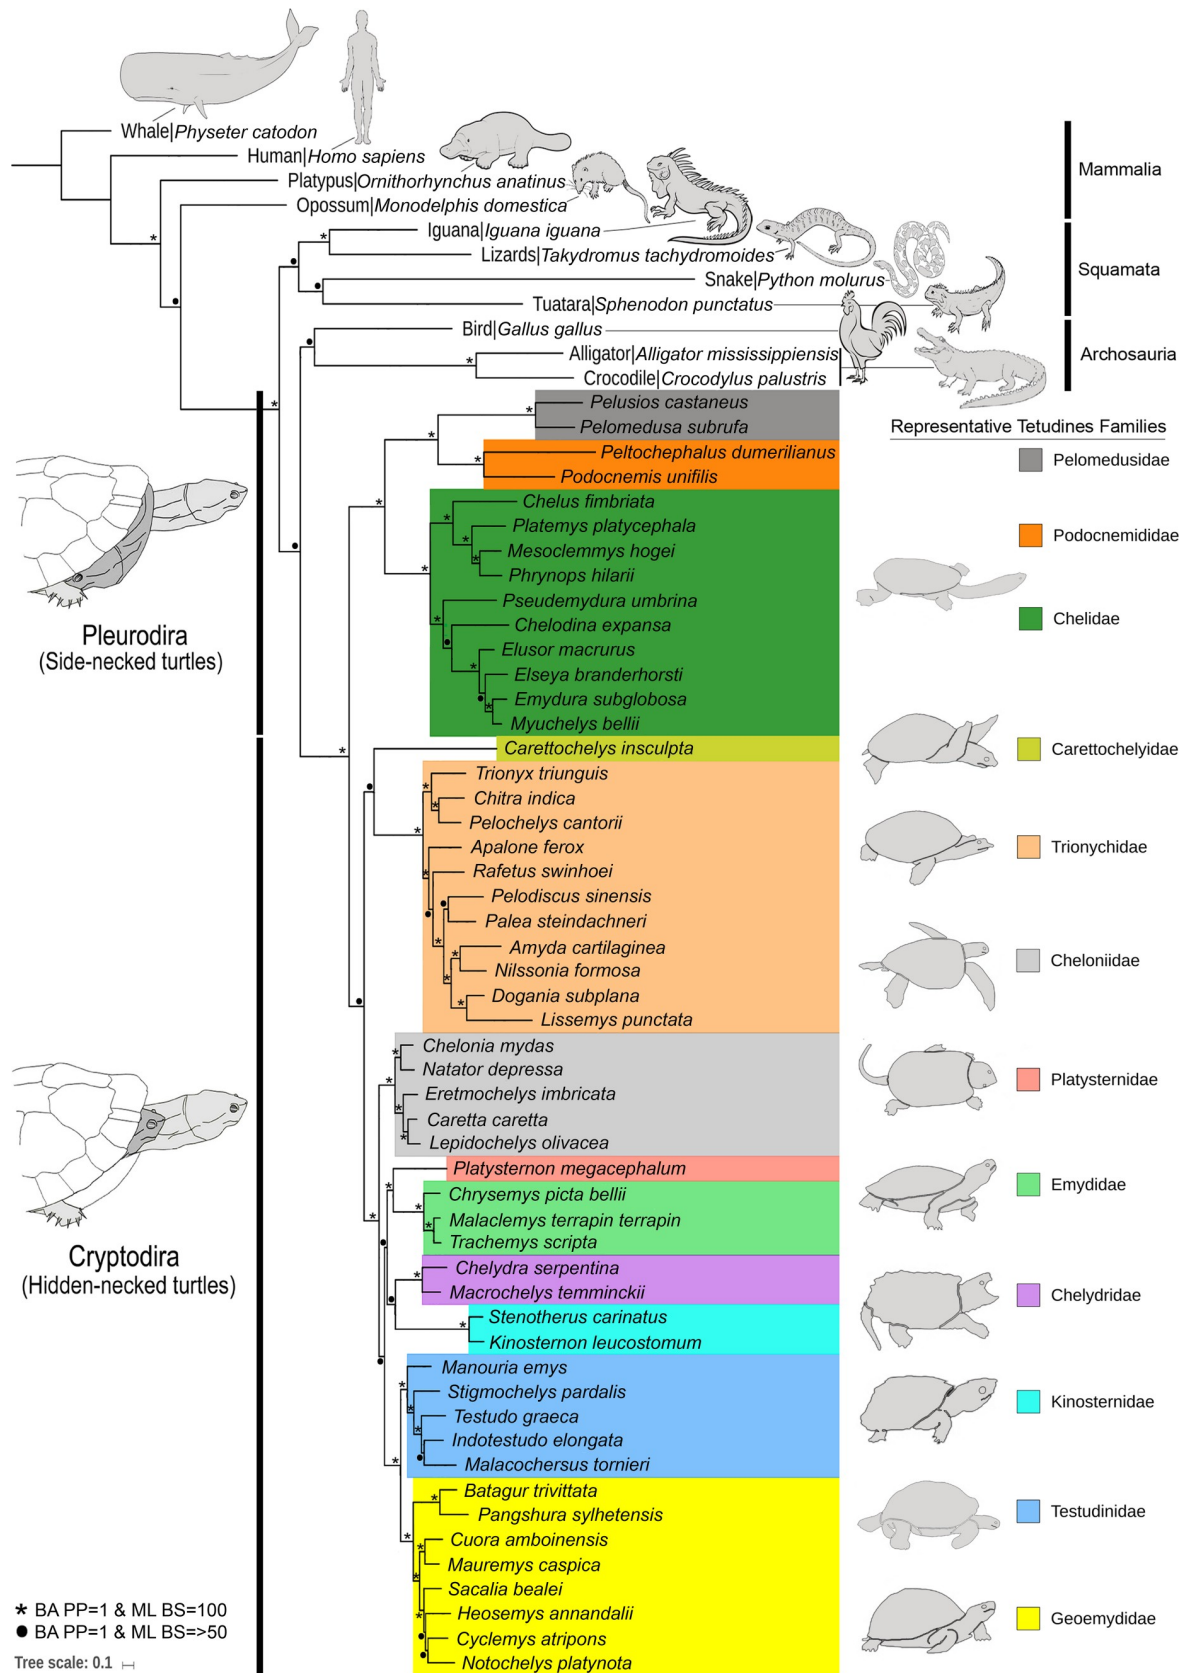 Whale|Physeter catodon
Human|Homo sapiens
Platypus|Ornithorhynchus anatinus
Opossum|Monodelphis domestica
Mammalia
Iguana|Iguana iguana
Lizards|Takydromus tachydromoides
Snake|Python molurus
Tuatara|Sphenodon punctatus
Squamata
Bird|Gallus gallus
Alligator|Alligator mississippiensis
Crocodile|Crocodylus palustris
Archosauria
Pelusios castaneus
Pelomedusa subrufa
Peltochephalus dumerilianus
Podocnemis unifilis
Chelus fimbriata
Platemys platycephala
Mesoclemmys hogei
Phrynops hilarii
Pseudemydura umbrina
Chelodina expansa
Elusor macrurus
Elseya branderhorsti
Emydura subglobosa
Myuchelys bellii
Carettochelys insculpta
Trionyx triunguis
Chitra indica
Pelochelys cantorii
Apalone ferox
Rafetus swinhoei
Pelodiscus sinensis
Palea steindachneri
Amyda cartilaginea
Nilssonia formosa
Dogania subplana
Lissemys punctata
Chelonia mydas
Natator depressa
Eretmochelys imbricata
Caretta caretta
Lepidochelys olivacea
Platysternon megacephalum
Chrysemys picta bellii
Malaclemys terrapin terrapin
Trachemys scripta
Chelydra serpentina
Macrochelys temminckii
Stenotherus carinatus
Kinosternon leucostomum
Manouria emys
Stigmochelys pardalis
Testudo graeca
Indotestudo elongata
Malacochersus tornieri
Batagur trivittata
Pangshura sylhetensis
Cuora amboinensis
Mauremys caspica
Sacalia bealei
Heosemys annandalii
Cyclemys atripons
Notochelys platynota
Pleurodira
(Side-necked turtles)
Cryptodira
(Hidden-necked turtles)
Representative Tetudines Families
Pelomedusidae
Podocnemididae
Chelidae
Carettochelyidae
Trionychidae
Cheloniidae
Platysternidae
Emydidae
Chelydridae
Kinosternidae
Testudinidae
Geoemydidae
* BA PP=1 & ML BS=100
● BA PP=1 & ML BS=>50
Tree scale: 0.1